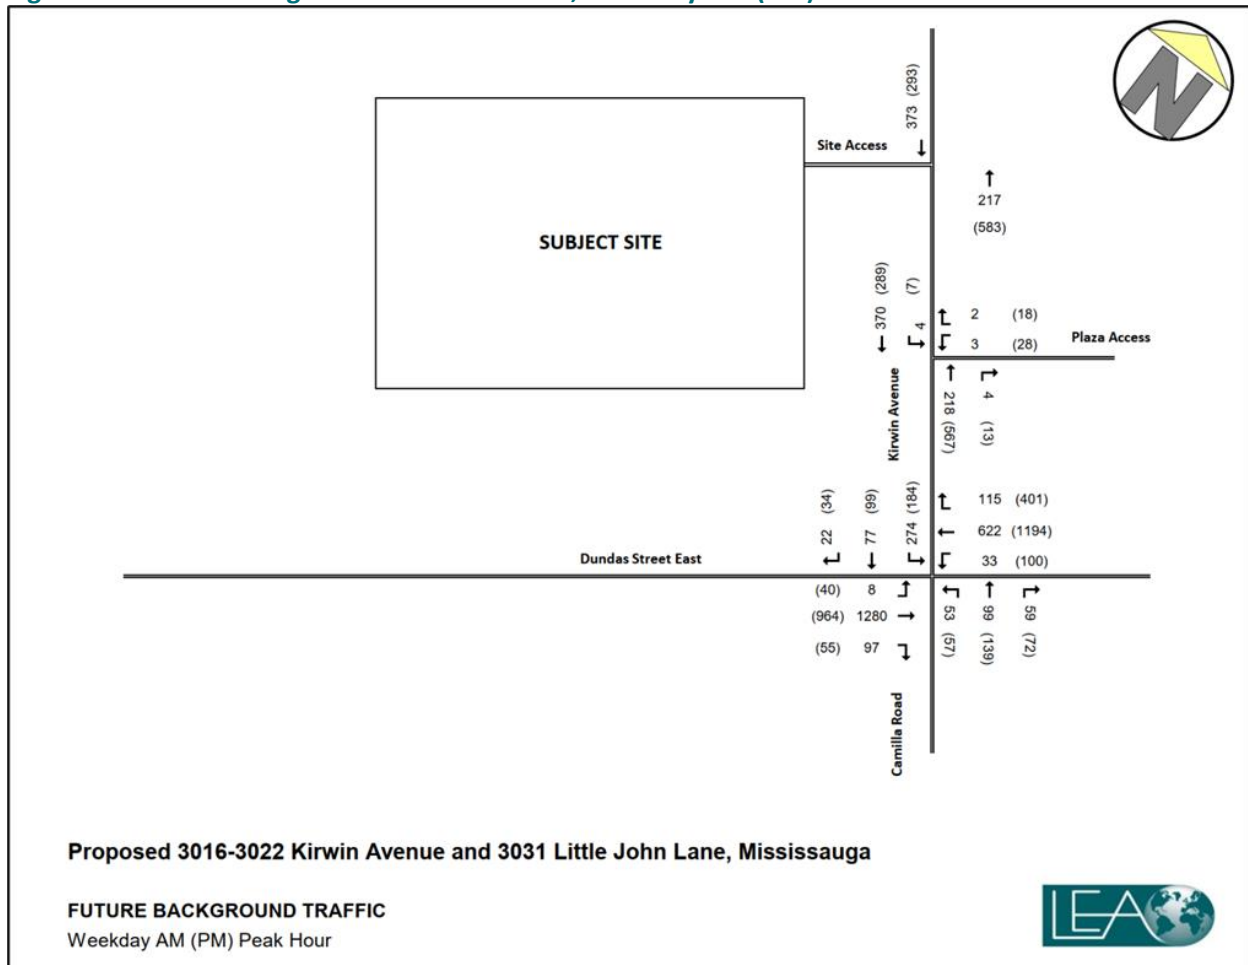 373 (293)
Site Access
217
(583)
SUBJECT SITE
370 (289)
4 (7)
2 (18)
3 (28)
Plaza Access
Kirwin Avenue
218 (567)
4 (13)
22 (34)
77 (99)
274 (184)
115 (401)
622 (1194)
33 (100)
Dundas Street East
(40) 8
(964) 1280
(55) 97
53 (57)
99 (139)
59 (72)
Camilla Road
N
Proposed 3016-3022 Kirwin Avenue and 3031 Little John Lane, Mississauga
FUTURE BACKGROUND TRAFFIC
Weekday AM (PM) Peak Hour
LEA